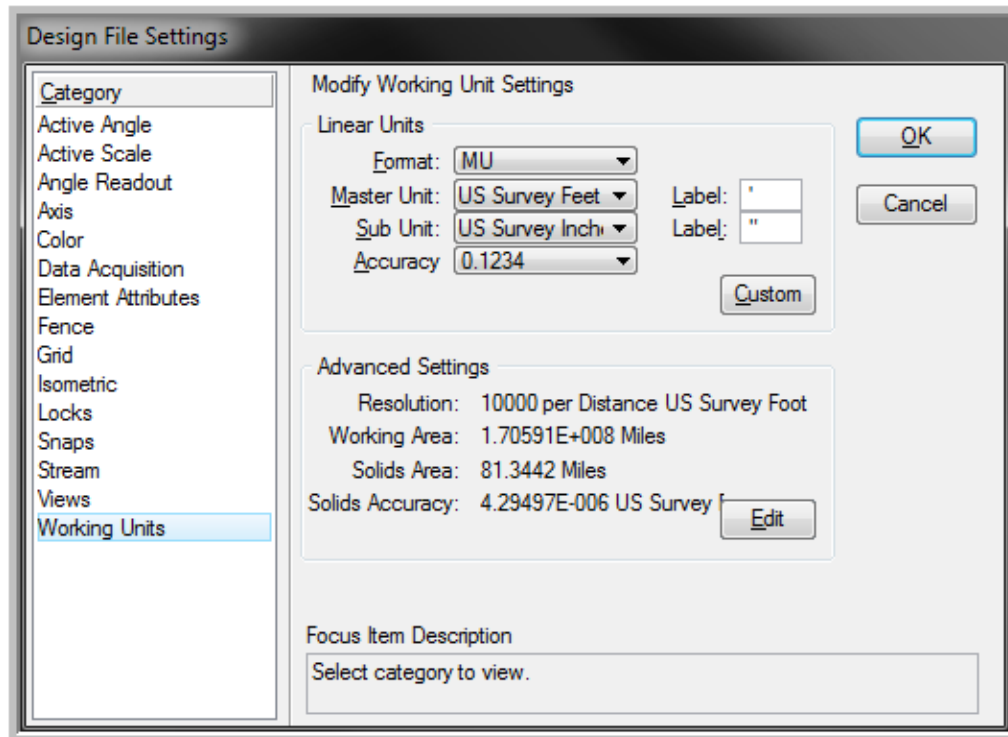 Design File Settings
Category
Active Angle
Active Scale
Angle Readout
Axis
Color
Data Acquisition
Element Attributes
Fence
Grid
Isometric
Locks
Snaps
Stream
Views
Working Units
Modify Working Unit Settings
Linear Units
Format: MU
Master Unit: US Survey Feet Label: '
Sub Unit: US Survey Inch Label: "
Accuracy 0.1234
Custom
Advanced Settings
Resolution: 10000 per Distance US Survey Foot
Working Area: 1.70591E+008 Miles
Solids Area: 81.3442 Miles
Solids Accuracy: 4.29497E-006 US Survey
Edit
Focus Item Description
Select category to view.
OK
Cancel